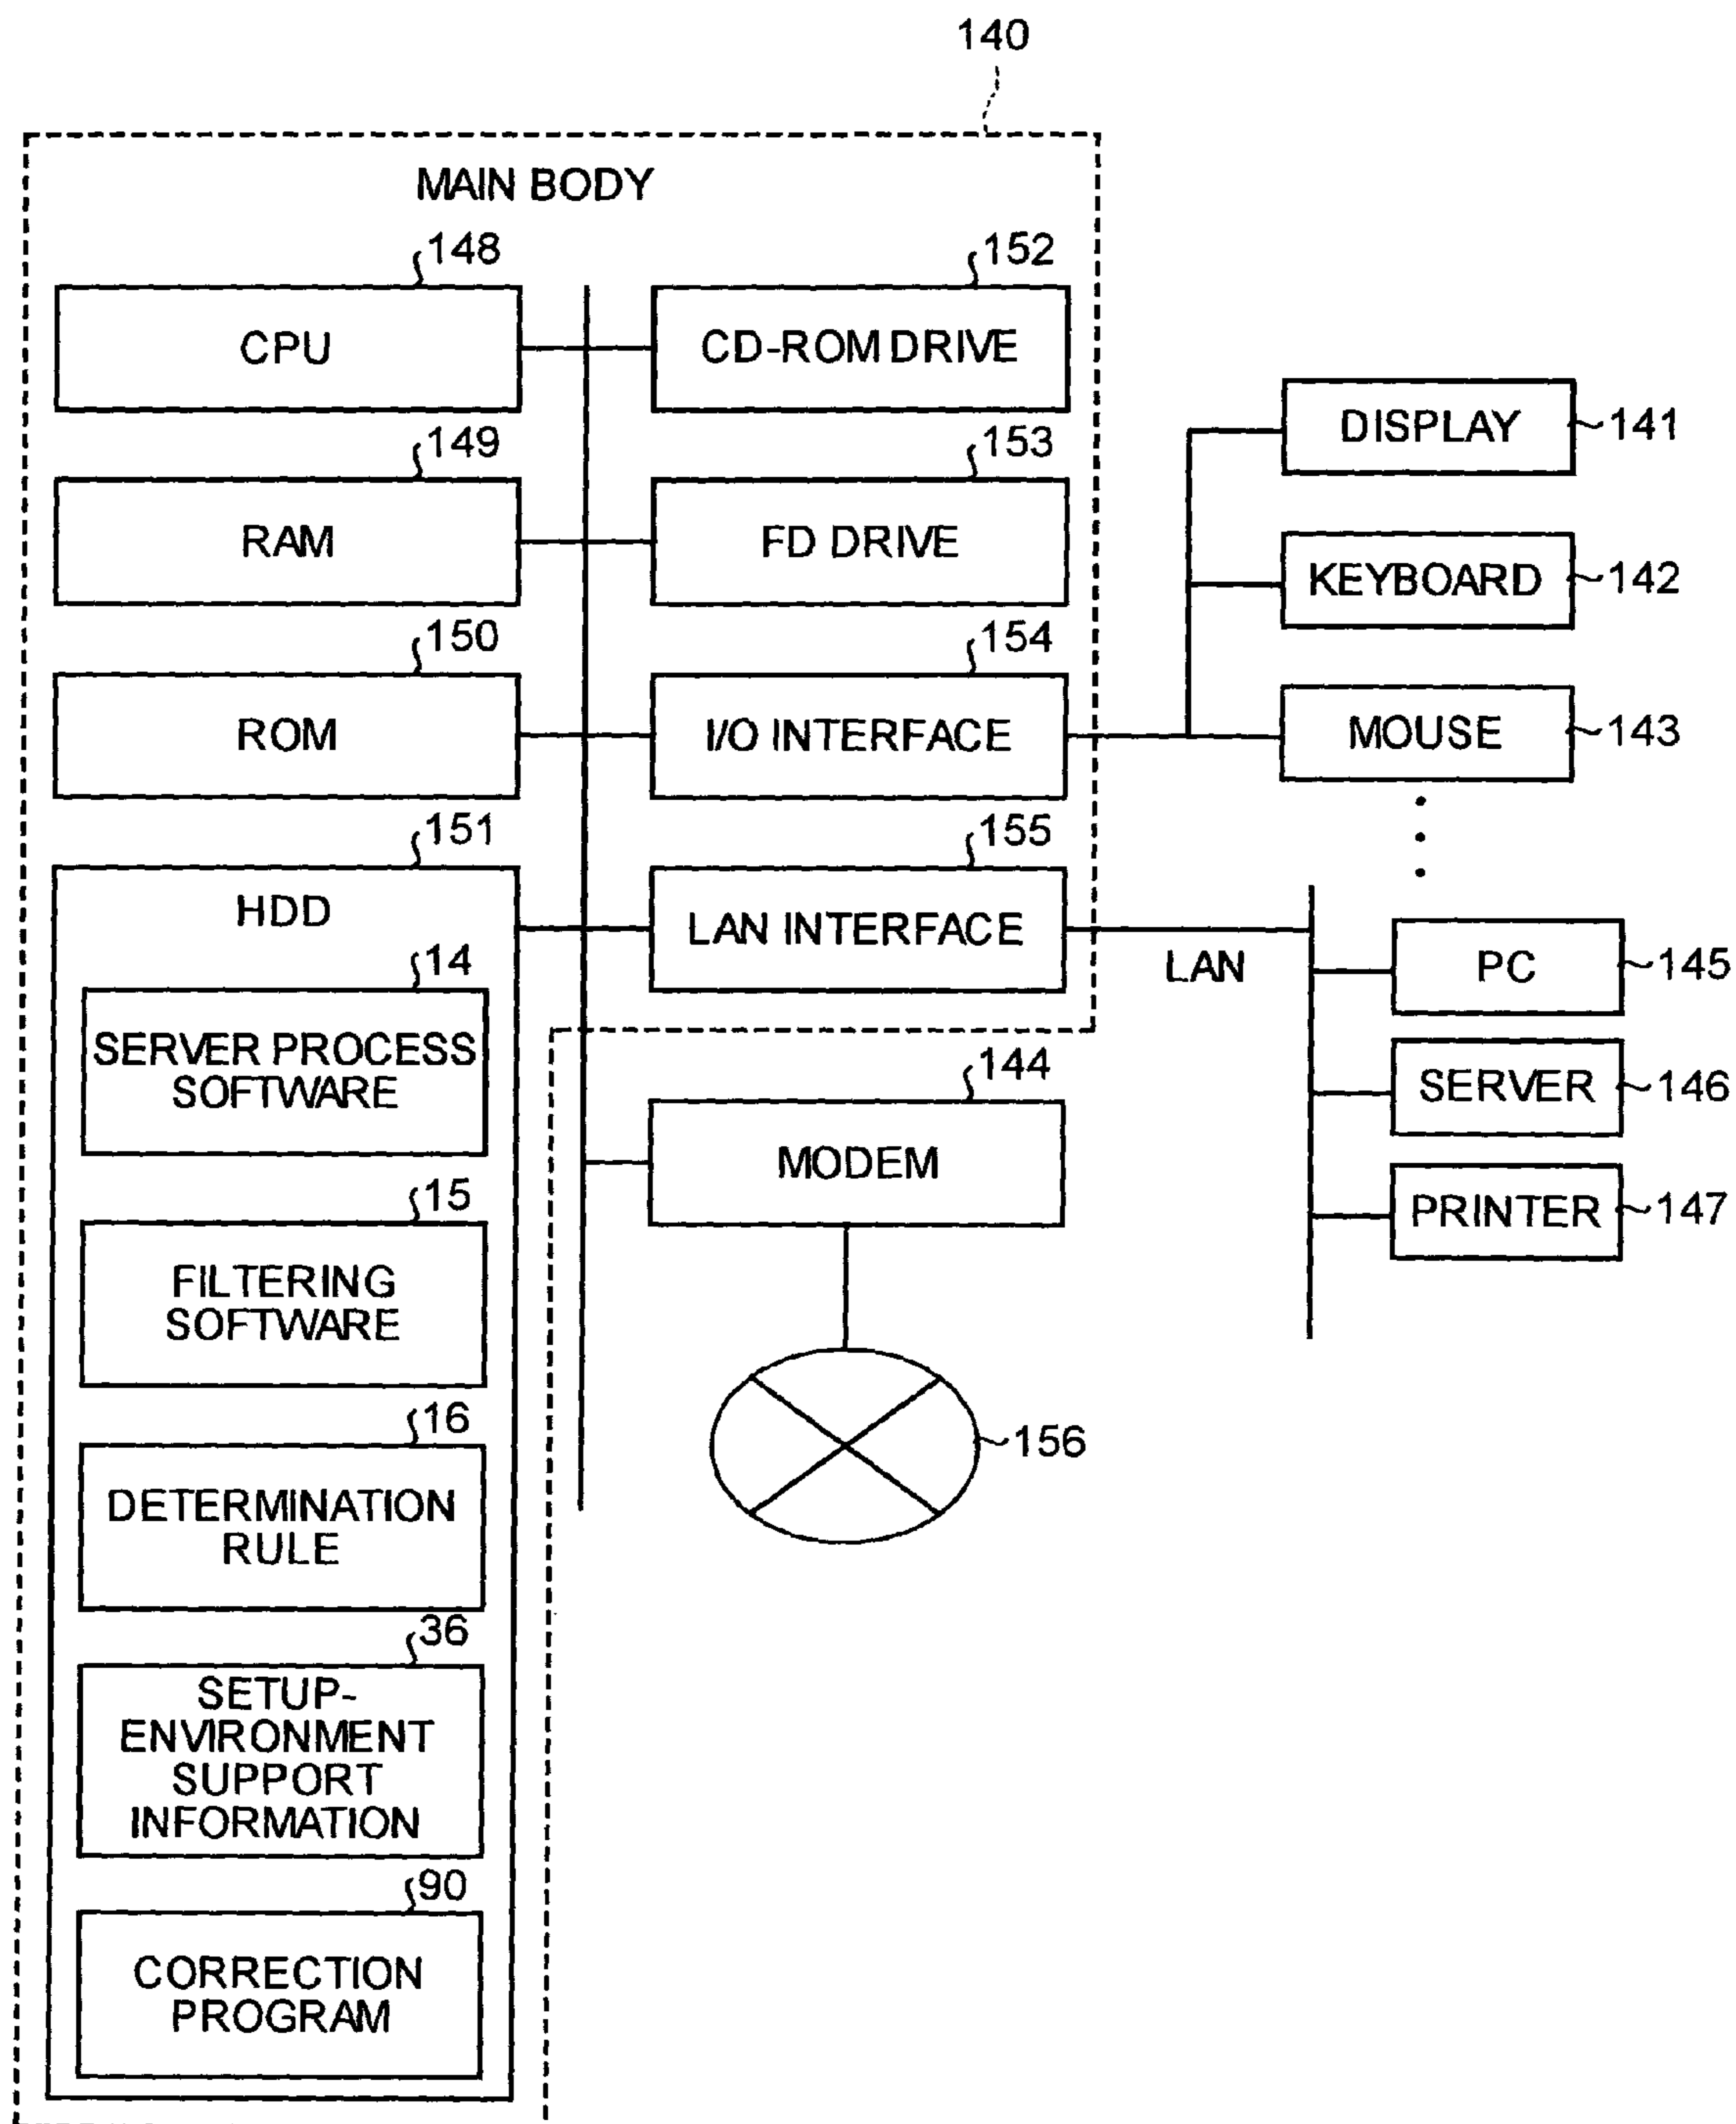 140
MAIN BODY
148
CPU
152
CD-ROM DRIVE
149
RAM
153
FD DRIVE
150
ROM
154
I/O INTERFACE
DISPLAY
141
KEYBOARD
142
MOUSE
143
151
HDD
155
LAN INTERFACE
LAN
PC
145
SERVER
146
PRINTER
147
14
SERVER PROCESS
SOFTWARE
144
MODEM
15
FILTERING
SOFTWARE
156
16
DETERMINATION
RULE
36
SETUP-
ENVIRONMENT
SUPPORT
INFORMATION
90
CORRECTION
PROGRAM